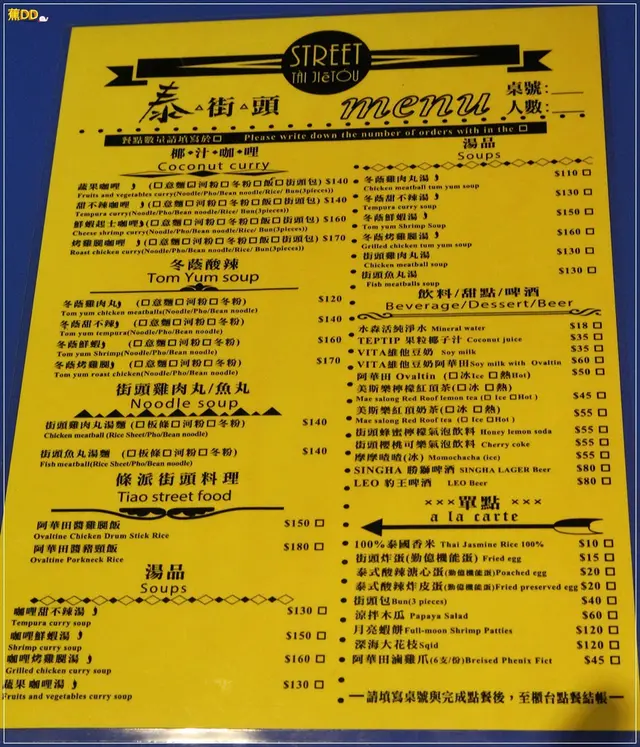 蕉DD
STREET
TAI JIeTOU
泰街頭
menu
桌號:
人數:
餐點數量請填寫於☐ Please write down the number of orders with in the ☐
椰汁咖哩
Coconut curry
蔬果咖哩 (☐意麵☐河粉☐冬粉☐飯☐街頭包) $140
Fruits and vegetables curry(Noodle/Pho/Bean noodle/Rice/ Bun(3pieces))
甜不辣咖哩 (☐意麵☐河粉☐冬粉☐飯☐街頭包) $140
Tempura curry(Noodle/Pho/Bean noodle/Rice/ Bun(3pieces))
鮮蝦起士咖哩 (☐意麵☐河粉☐冬粉☐飯☐街頭包) $160
Cheese shrimp curry(Noodle/Pho/Bean noodle/Rice/ Bun(3pieces))
烤雞腿咖哩 (☐意麵☐河粉☐冬粉☐飯☐街頭包) $170
Roast chicken curry(Noodle/Pho/Bean noodle/Rice/ Bun(3pieces))
冬蔭酸辣
Tom Yum soup
冬蔭雞肉丸 (☐意麵☐河粉☐冬粉) $120
Tom yum chicken meatballs(Noodle/Pho/Bean noodle)
冬蔭甜不辣 (☐意麵☐河粉☐冬粉) $140
Tom yum tempura(Noodle/Pho/Bean noodle)
冬蔭鮮蝦 (☐意麵☐河粉☐冬粉) $160
Tom yum Shrimp(Noodle/Pho/Bean noodle)
冬蔭烤雞腿 (☐意麵☐河粉☐冬粉) $170
Tom yum roast chicken(Noodle/Pho/Bean noodle)
街頭雞肉丸/魚丸
Noodle soup
街頭雞肉丸湯麵 (☐板條☐河粉☐冬粉) $140
Chicken meatball (Rice Sheet/Pho/Bean noodle)
街頭魚丸湯麵 (☐板條☐河粉☐冬粉) $140
Fish meatball(Rice Sheet/Pho/Bean noodle)
條派街頭料理
Tiao street food
阿華田醬雞腿飯 $150 ☐
Ovaltine Chicken Drum Stick Rice
阿華田醬豬頸飯 $180 ☐
Ovaltine Porkneck Rice
湯品
Soups
咖哩甜不辣湯 $130 ☐
Tempura curry soup
咖哩鮮蝦湯 $150 ☐
Shrimp curry soup
咖哩烤雞腿湯 $160 ☐
Grilled chicken curry soup
蔬果咖哩湯 $130 ☐
Fruits and vegetables curry soup
湯品
Soups
冬蔭雞肉丸湯 $110 ☐
Chicken meatball tum yum soup
冬蔭甜不辣湯 $130 ☐
Tempura curry soup
冬蔭鮮蝦湯 $150 ☐
Tom yum Shrimp Soup
冬蔭烤雞腿湯 $160 ☐
Grilled chicken tum yum soup
街頭雞肉丸湯 $130 ☐
Chicken meatball soup
街頭魚丸湯 $130 ☐
Fish meatballs soup
飲料/甜點/啤酒
Beverage/Dessert/Beer
水森活純淨水 Mineral water $18 ☐
TEPTIP 果粒椰子汁 Coconut juice $35 ☐
VITA維他豆奶 Soy milk $35 ☐
VITA維他豆奶阿華田 Soy milk with Ovaltin $60 ☐
阿華田 Ovaltin (☐冰Ice ☐熱Hot) $50 ☐
美斯樂檸檬紅頂茶(☐冰 ☐熱)
Mae salong Red Roof lemon tea (☐ Ice ☐Hot ) $45 ☐
美斯樂紅頂奶茶(☐冰 ☐熱)
Mae salong Red Roof tea (☐ Ice ☐Hot ) $55 ☐
街頭蜂蜜檸檬氣泡飲料 Honey lemon soda $55 ☐
街頭櫻桃可樂氣泡飲料 Cherry coke $55 ☐
摩摩喳喳(冰) Momochacha (ice) $55 ☐
SINGHA 勝獅啤酒 SINGHA LAGER Beer $80 ☐
LEO 豹王啤酒 LEO Beer $80 ☐
×××單點×××
a la carte
100%泰國香米 Thai Jasmine Rice 100% $10 ☐
街頭炸蛋(勤億機能蛋) Fried egg $15 ☐
泰式酸辣溏心蛋(勤億機能蛋)Poached egg $20 ☐
泰式酸辣炸皮蛋(勤億機能蛋)Fried preserved egg $20 ☐
街頭包Bun(3 pieces) $40 ☐
涼拌木瓜 Papaya Salad $60 ☐
月亮蝦餅Full-moon Shrimp Patties $120 ☐
深海大花枝Sqid $120 ☐
阿華田滷雞爪(6支/份)Breised Phenix Fict $45 ☐
請填寫桌號與完成點餐後，至櫃台點餐結帳